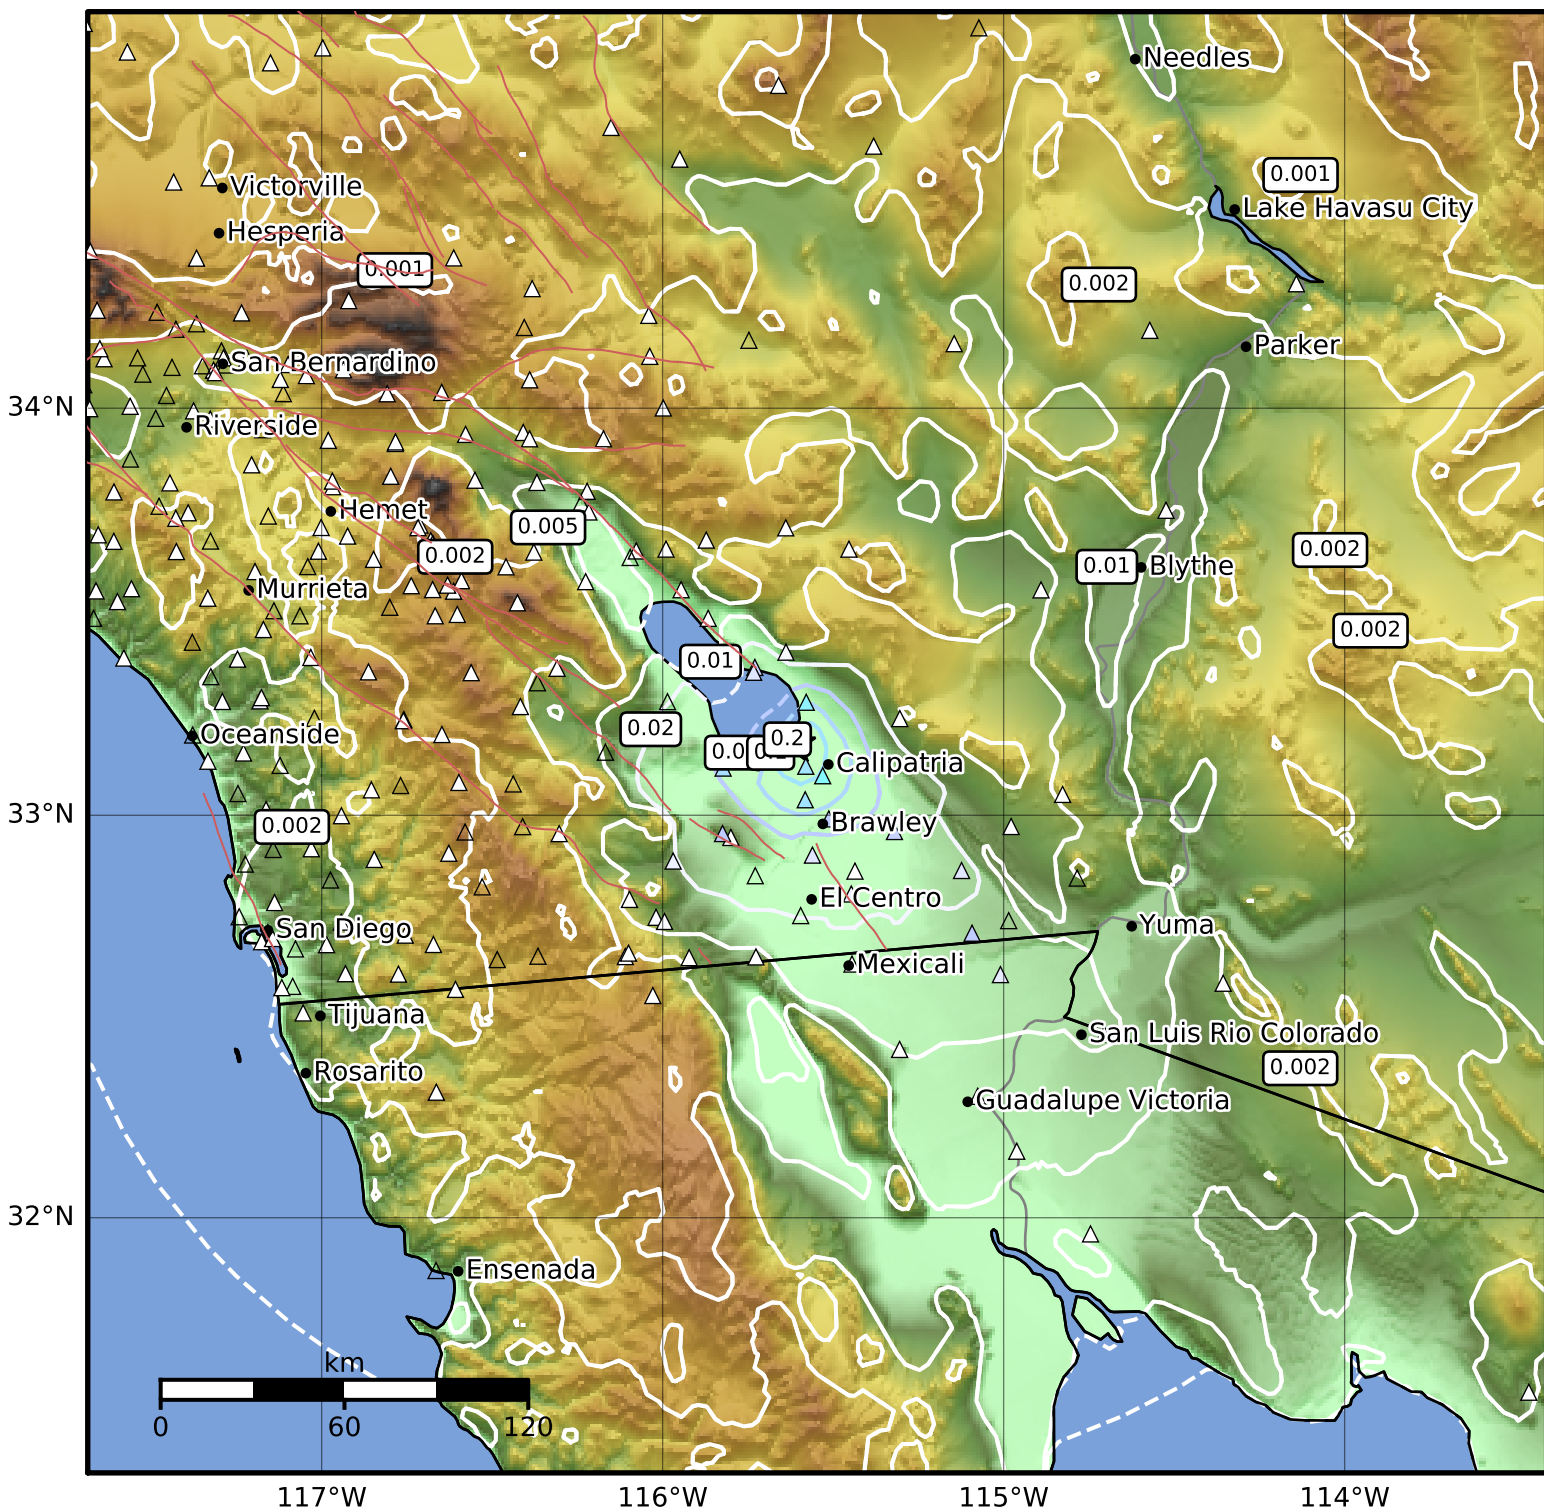 Needles
0.001
Victorville
Lake Havasu City
Hesperia
0.001
0.002
Parker
San Bernardino
34°N
Riverside
Hemet
0.005
0.002
0.002
0.01
Blythe
Murrieta
0.002
0.01
0.02
Oceanside
0.2
Calipatria
33°N
0.002
Brawley
El Centro
San Diego
Yuma
Mexicali
Tijuana
San Luis Rio Colorado
Rosarito
0.002
Guadalupe Victoria
32°N
Ensenada
km
0 60 120
117°W 116°W 115°W 114°W